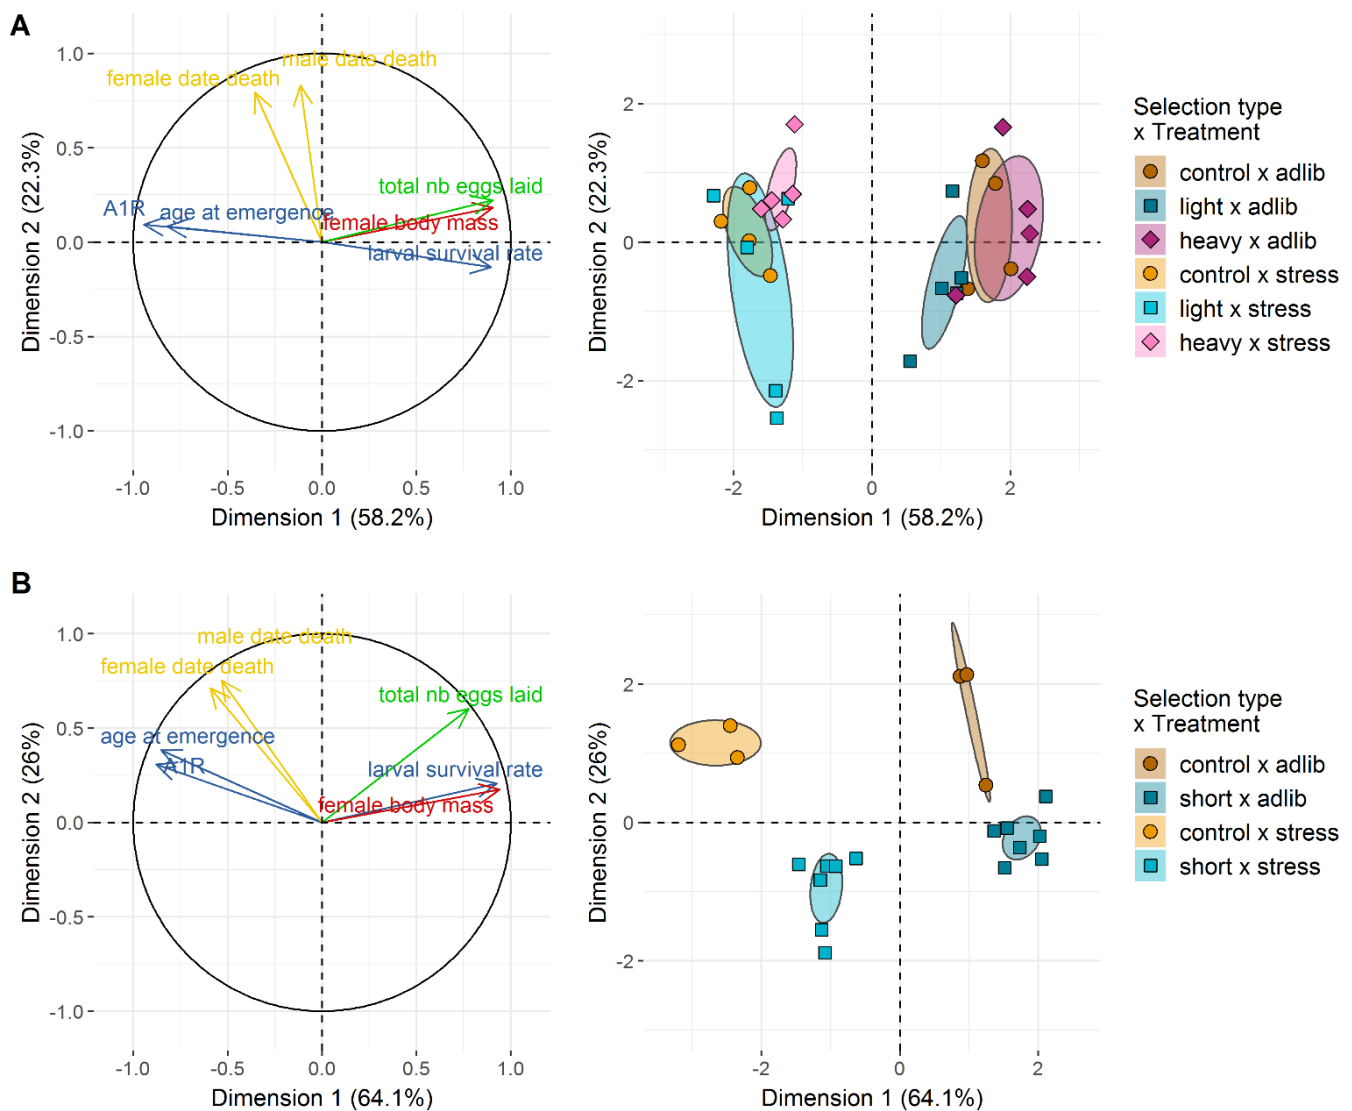 A
1.0
0.5
0.0
-0.5
-1.0
Dimension 2 (22.3%)
male date death
female date death
total nb eggs laid
A1R
age at emergence
female body mass
larval survival rate
-1.0
-0.5
0.0
0.5
1.0
Dimension 1 (58.2%)
2
0
-2
Dimension 2 (22.3%)
-2
0
2
Dimension 1 (58.2%)
Selection type
x Treatment
control x adlib
light x adlib
heavy x adlib
control x stress
light x stress
heavy x stress
B
1.0
0.5
0.0
-0.5
-1.0
Dimension 2 (26%)
male date death
female date death
total nb eggs laid
age at emergence
A1R
larval survival rate
female body mass
-1.0
-0.5
0.0
0.5
1.0
Dimension 1 (64.1%)
2
0
-2
Dimension 2 (26%)
-2
0
2
Dimension 1 (64.1%)
Selection type
x Treatment
control x adlib
short x adlib
control x stress
short x stress